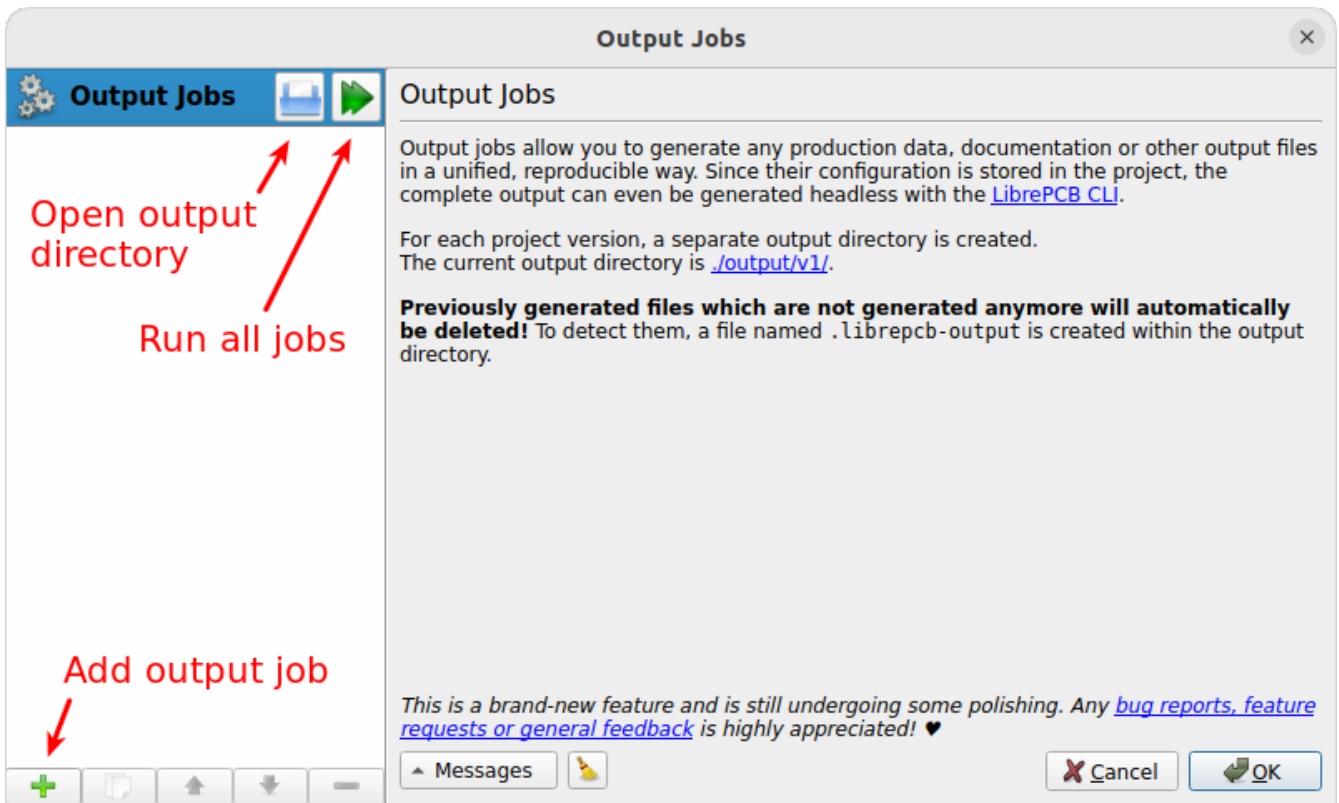 Output Jobs
Output Jobs
Open output
directory
Run all jobs
Add output job
Output Jobs
Output jobs allow you to generate any production data, documentation or other output files
in a unified, reproducible way. Since their configuration is stored in the project, the
complete output can even be generated headless with the LibrePCB CLI.
For each project version, a separate output directory is created.
The current output directory is ./output/v1/.
Previously generated files which are not generated anymore will automatically
be deleted! To detect them, a file named .librepcb-output is created within the output
directory.
This is a brand-new feature and is still undergoing some polishing. Any bug reports, feature
requests or general feedback is highly appreciated! ♥
Messages
Cancel
OK